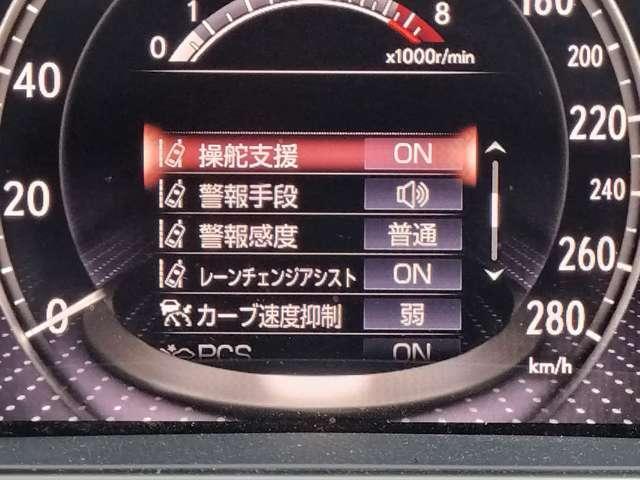 1
8
0
x1000r/min
180
200
40
220
20
240
260
0
280
km/h
操舵支援 ON
警報手段
警報感度 普通
レーンチェンジアシスト ON
カーブ速度抑制 弱
PCS ON